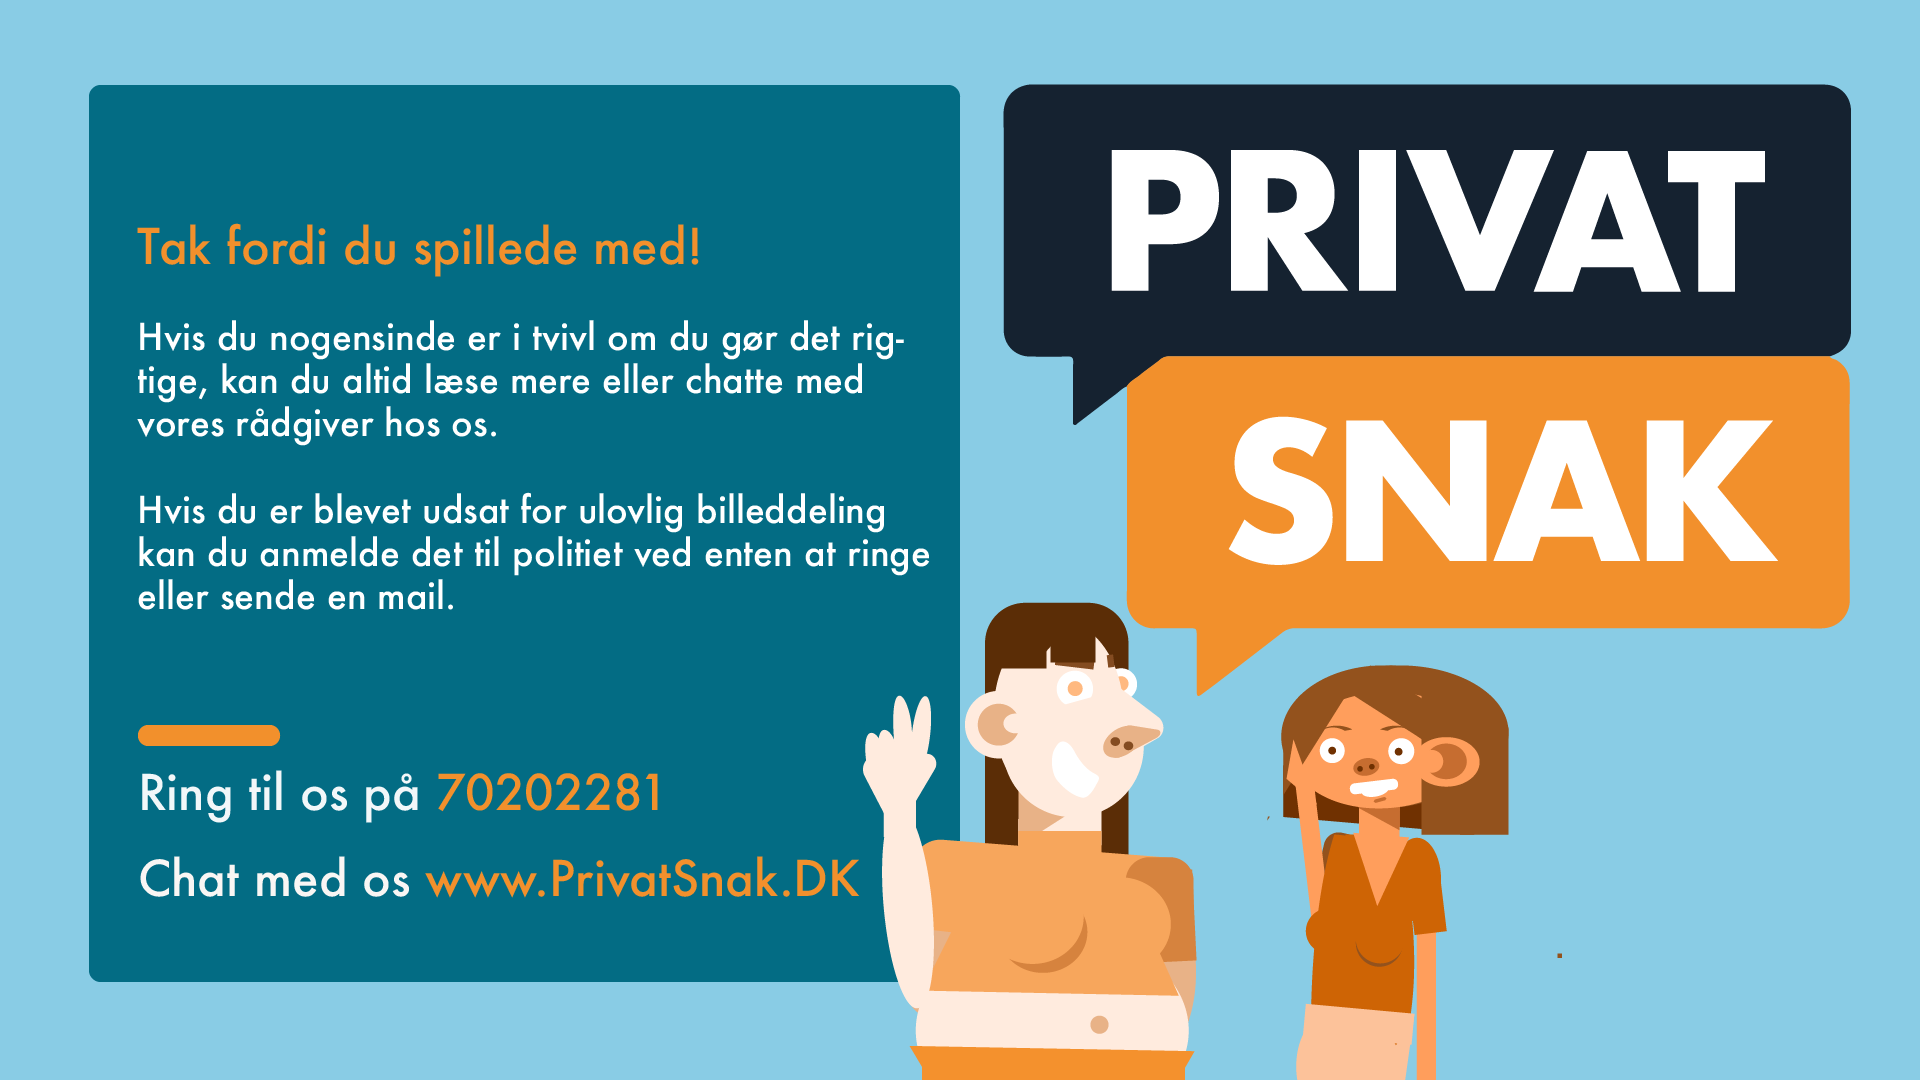 Tak fordi du spillede med!
Hvis du nogensinde er i tvivl om du gør det rig-
tige, kan du altid læse mere eller chatte med
vores rådgiver hos os.
Hvis du er blevet udsat for ulovlig billeddeling
kan du anmelde det til politiet ved enten at ringe
eller sende en mail.
Ring til os på 70202281
Chat med os www.PrivatSnak.DK
PRIVAT
SNAK